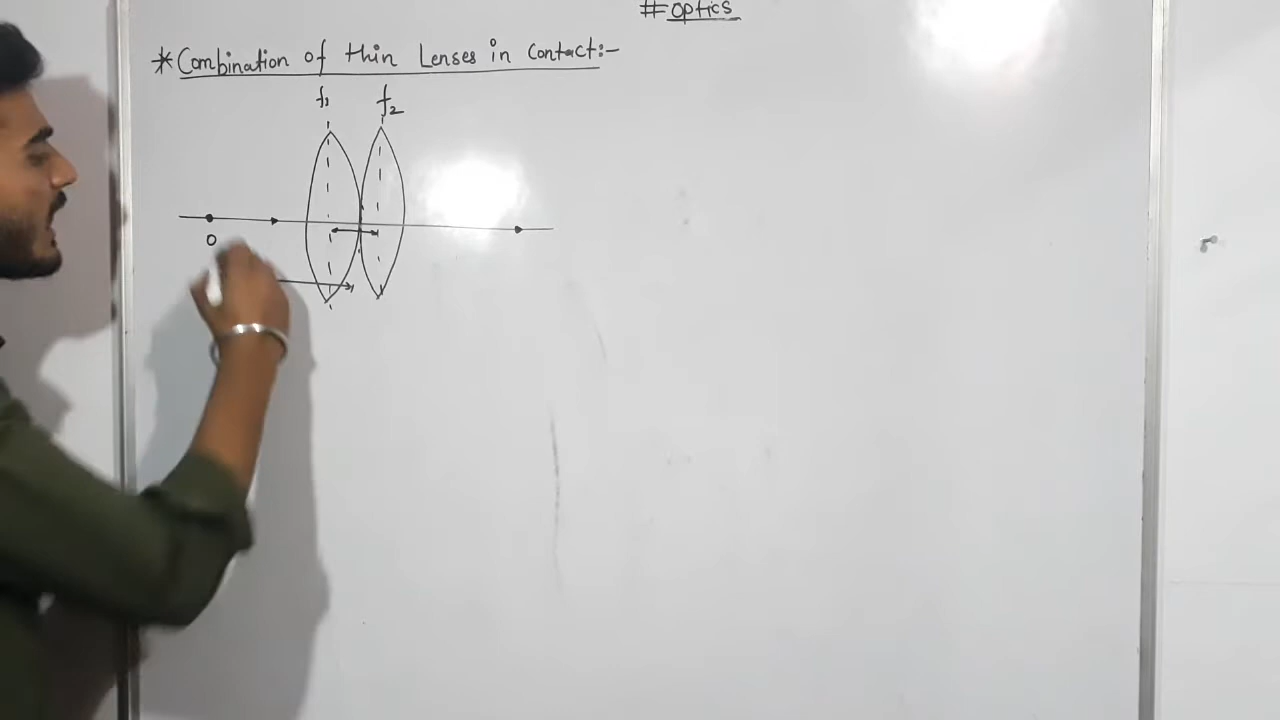 # optics
* Combination of thin Lenses in Contact:-
f₁ f₂
O